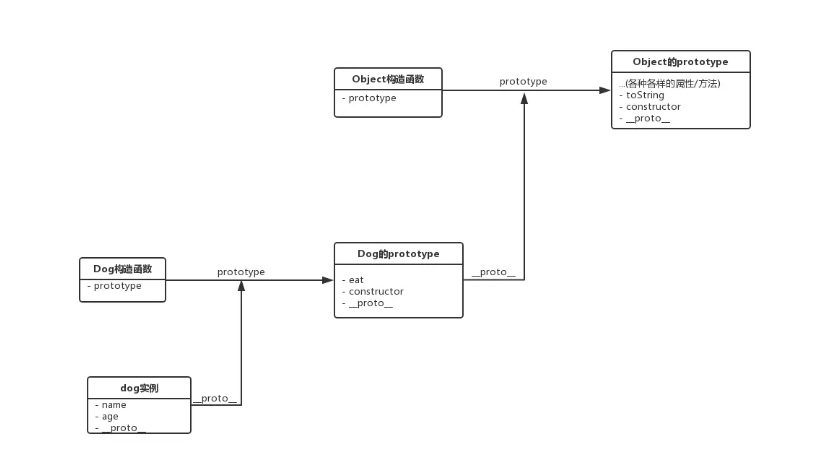 Object的prototype
...(各种各样的属性/方法)
- toString
- constructor
- __proto__
Object构造函数
- prototype
prototype
Dog的prototype
- eat
- constructor
- __proto__
__proto__
Dog构造函数
- prototype
prototype
dog实例
- name
- age
- __proto__
__proto__